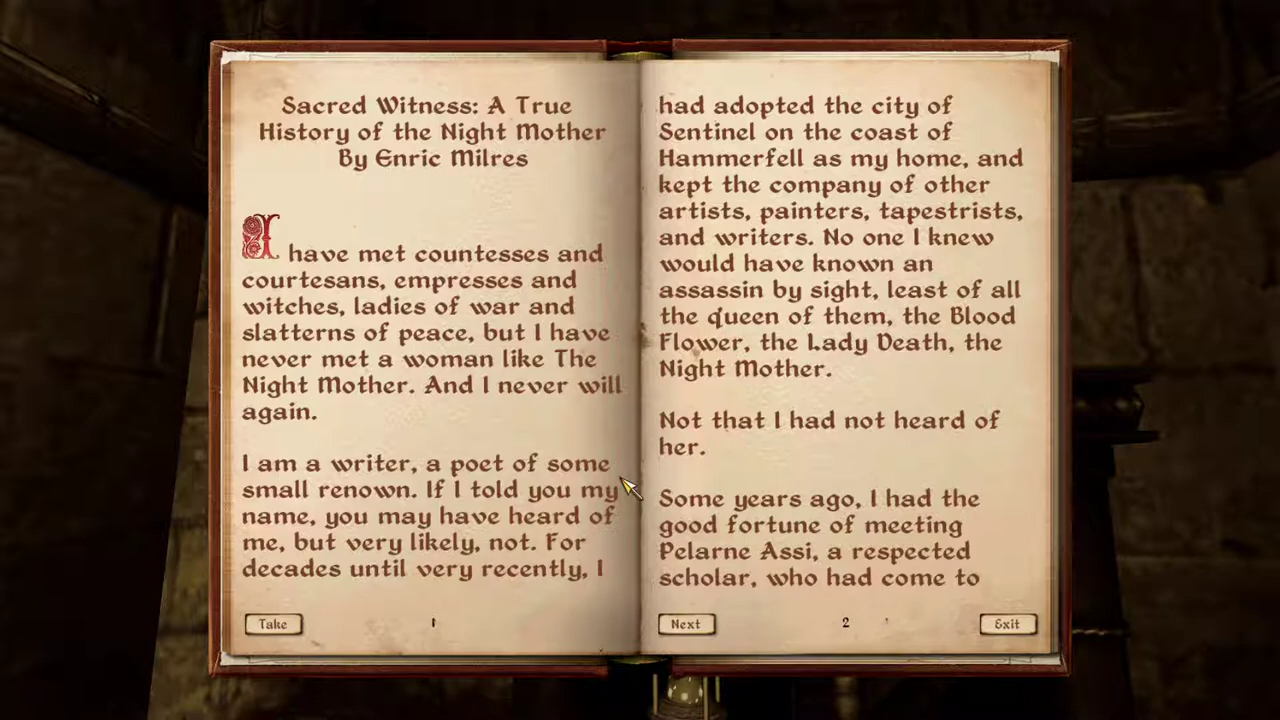 Sacred Witness: A True
History of the Night Mother
By Enric Milres
I have met countesses and
courtesans, empresses and
witches, ladies of war and
slatterns of peace, but I have
never met a woman like The
Night Mother. And I never will
again.
I am a writer, a poet of some
small renown. If I told you my
name, you may have heard of
me, but very likely, not. For
decades until very recently, I
Take
1
had adopted the city of
Sentinel on the coast of
Hammerfell as my home, and
kept the company of other
artists, painters, tapestrists,
and writers. No one I knew
would have known an
assassin by sight, least of all
the queen of them, the Blood
Flower, the Lady Death, the
Night Mother.
Not that I had not heard of
her.
Some years ago, I had the
good fortune of meeting
Pelarne Assi, a respected
scholar, who had come to
Next
2
Exit